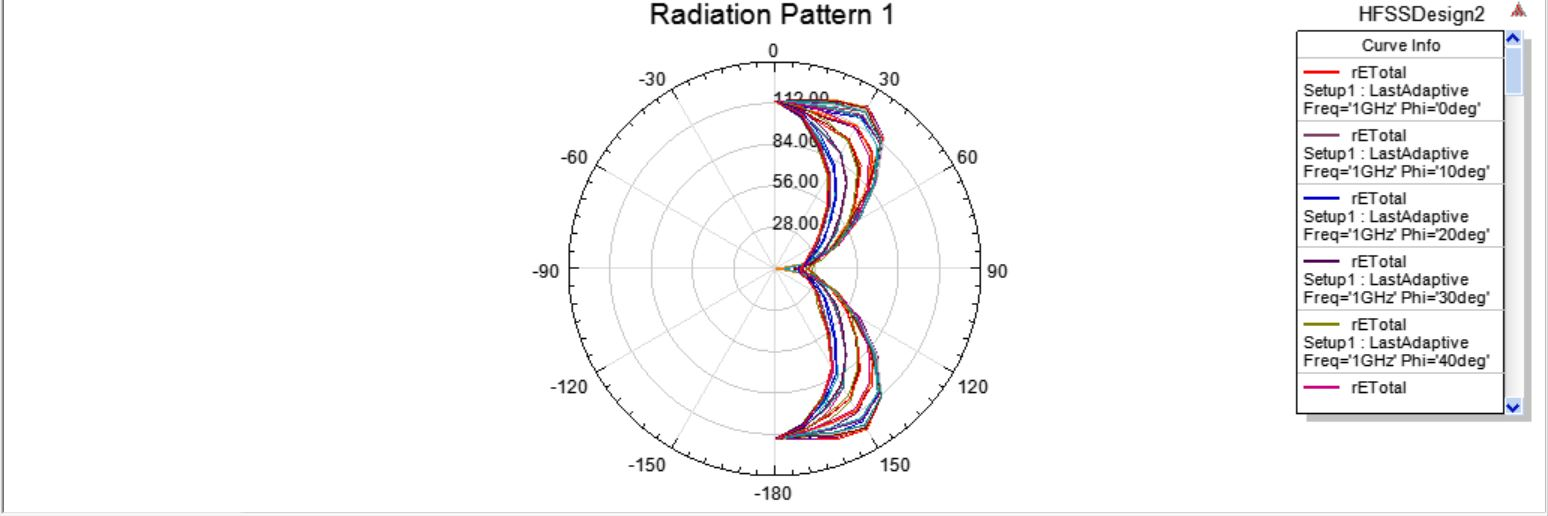 Radiation Pattern 1
HFSSDesign2
0
-30
30
-60
60
-90
90
-120
120
-150
150
-180
112.00
84.00
56.00
28.00
Curve Info
rETotal
Setup1 : LastAdaptive
Freq='1GHz' Phi='0deg'
rETotal
Setup1 : LastAdaptive
Freq='1GHz' Phi='10deg'
rETotal
Setup1 : LastAdaptive
Freq='1GHz' Phi='20deg'
rETotal
Setup1 : LastAdaptive
Freq='1GHz' Phi='30deg'
rETotal
Setup1 : LastAdaptive
Freq='1GHz' Phi='40deg'
rETotal